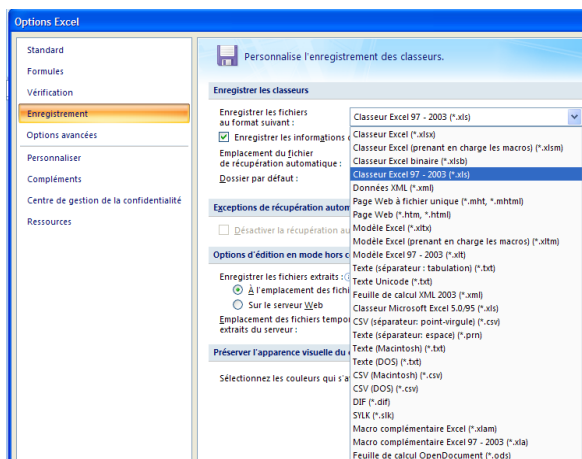 Options Excel
Standard
Formules
Vérification
Enregistrement
Options avancées
Personnaliser
Compléments
Centre de gestion de la confidentialité
Ressources
Personnalise l'enregistrement des classeurs.
Enregistrer les classeurs
Enregistrer les fichiers
au format suivant :
Classeur Excel 97 - 2003 (*.xls)
Enregistrer les informations
Emplacement du fichier
de récupération automatique :
Dossier par défaut :
Exceptions de récupération
Désactiver la récupération
Options d'édition en mode hors
Enregistrer les fichiers extraits :
À l'emplacement des
Sur le serveur Web
Emplacement des fichiers
extraits du serveur :
Préserver l'apparence visuelle du
Sélectionnez les couleurs qui
Classeur Excel (*.xlsx)
Classeur Excel (prenant en charge les macros) (*.xlsm)
Classeur Excel binaire (*.xlsb)
Classeur Excel 97 - 2003 (*.xls)
Données XML (*.xml)
Page Web à fichier unique (*.mht, *.mhtml)
Page Web (*.htm, *.html)
Modèle Excel (*.xltx)
Modèle Excel (prenant en charge les macros) (*.xltm)
Modèle Excel 97 - 2003 (*.xlt)
Texte (séparateur : tabulation) (*.txt)
Texte Unicode (*.txt)
Feuille de calcul XML 2003 (*.xml)
Classeur Microsoft Excel 5.0/95 (*.xls)
CSV (séparateur: point-virgule) (*.csv)
Texte (séparateur: espace) (*.prn)
Texte (Macintosh) (*.txt)
Texte (DOS) (*.txt)
CSV (Macintosh) (*.csv)
CSV (DOS) (*.csv)
DIF (*.dif)
SYLK (*.slk)
Macro complémentaire Excel (*.xlam)
Macro complémentaire Excel 97 - 2003 (*.xla)
Feuille de calcul OpenDocument (*.ods)